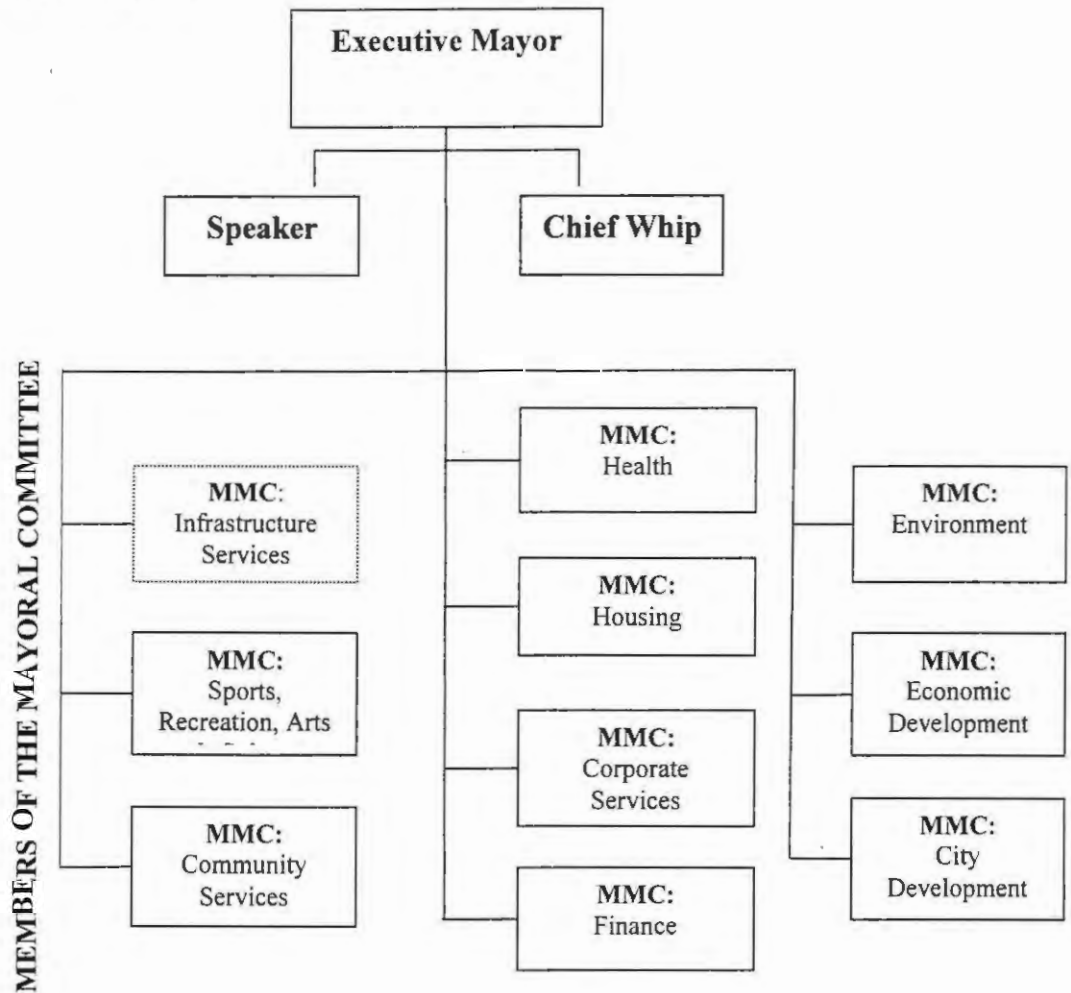 Executive Mayor
Speaker
Chief Whip
MEMBERS OF THE MAYORAL COMMITTEE
MMC:
Infrastructure
Services
MMC:
Sports,
Recreation, Arts
MMC:
Community
Services
MMC:
Health
MMC:
Housing
MMC:
Corporate
Services
MMC:
Finance
MMC:
Environment
MMC:
Economic
Development
MMC:
City
Development